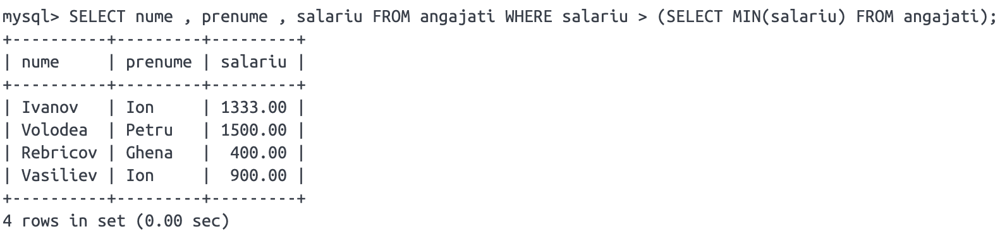 mysql> SELECT nume , prenume , salariu FROM angajati WHERE salariu > (SELECT MIN(salariu) FROM angajati);
+----------+---------+---------+
| nume     | prenume | salariu |
+----------+---------+---------+
| Ivanov   | Ion     | 1333.00 |
| Volodea  | Petru   | 1500.00 |
| Rebricov | Ghena   |  400.00 |
| Vasiliev | Ion     |  900.00 |
+----------+---------+---------+
4 rows in set (0.00 sec)